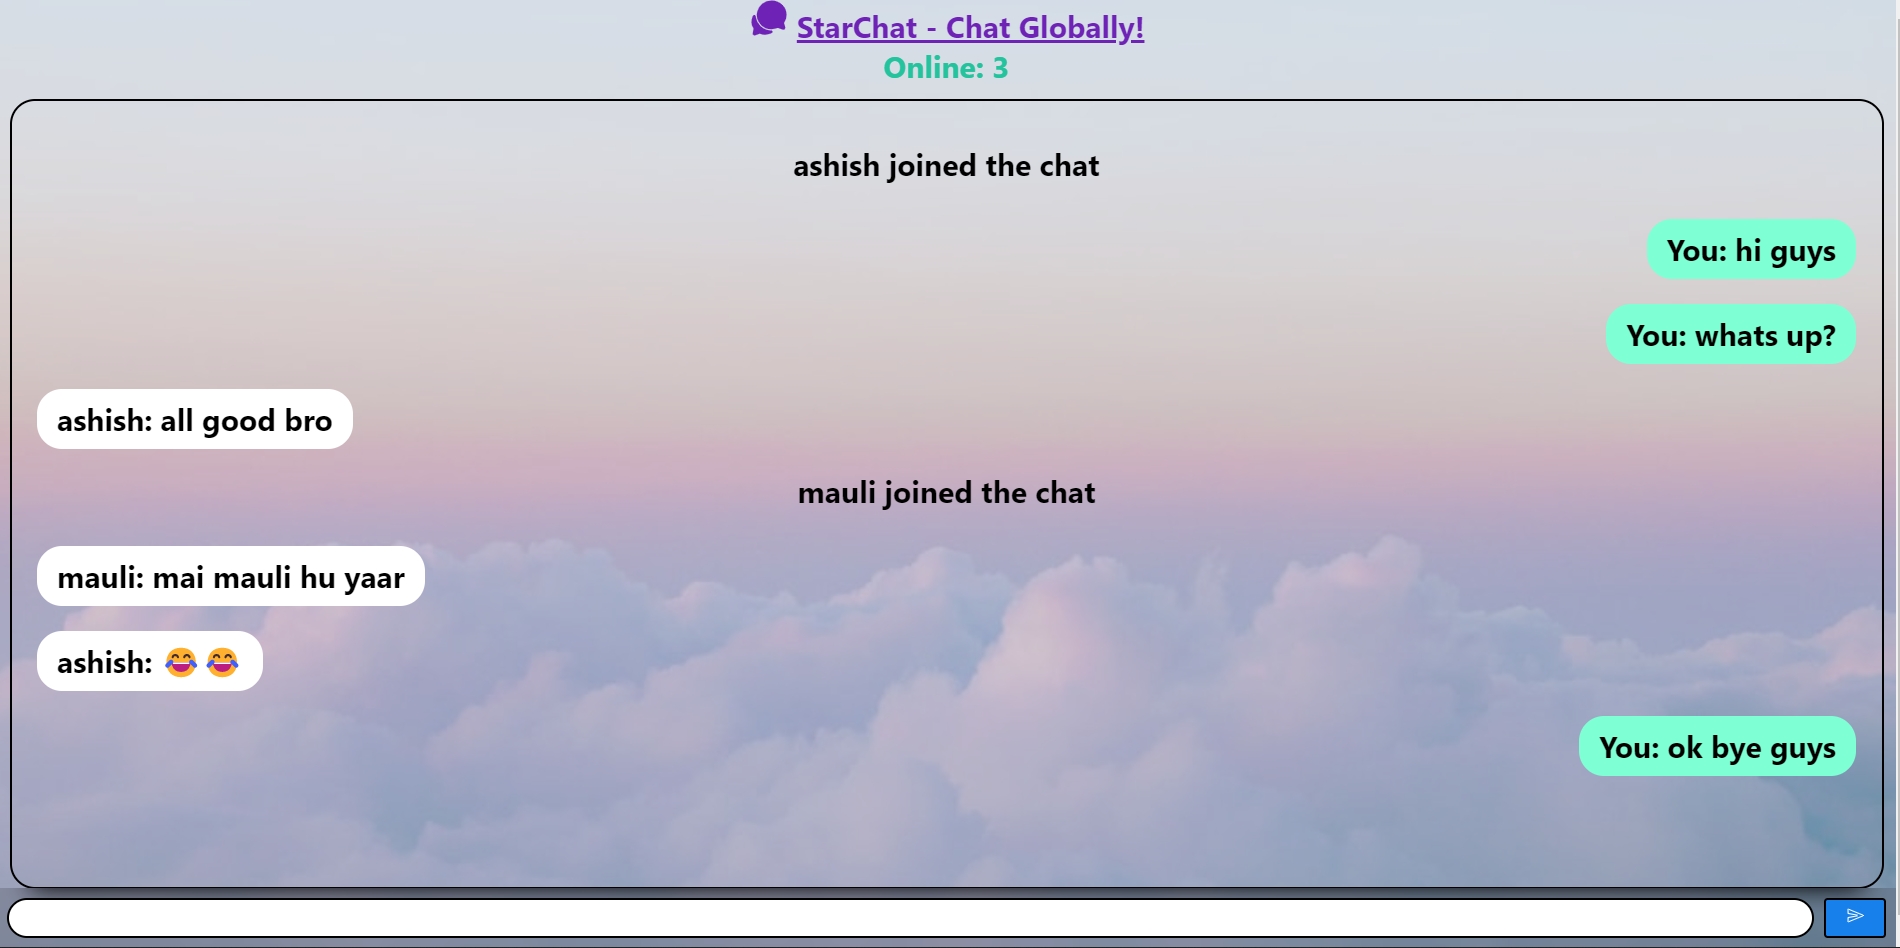 StarChat - Chat Globally!
Online: 3
ashish joined the chat
You: hi guys
You: whats up?
ashish: all good bro
mauli joined the chat
mauli: mai mauli hu yaar
ashish: 😂😂
You: ok bye guys